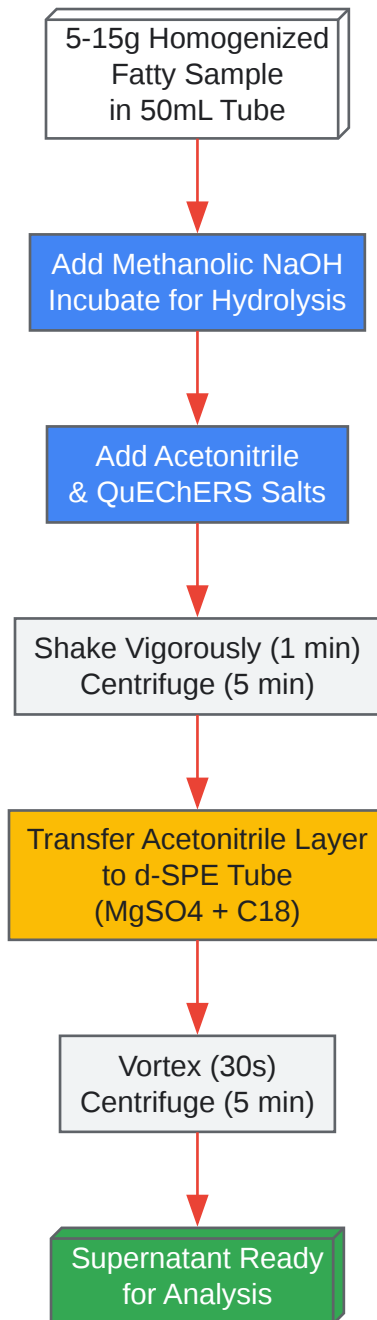 5-15g Homogenized
Fatty Sample
in 50mL Tube
Add Methanolic NaOH
Incubate for Hydrolysis
Add Acetonitrile
& QuEChERS Salts
Shake Vigorously (1 min)
Centrifuge (5 min)
Transfer Acetonitrile Layer
to d-SPE Tube
(MgSO4 + C18)
Vortex (30s)
Centrifuge (5 min)
Supernatant Ready
for Analysis